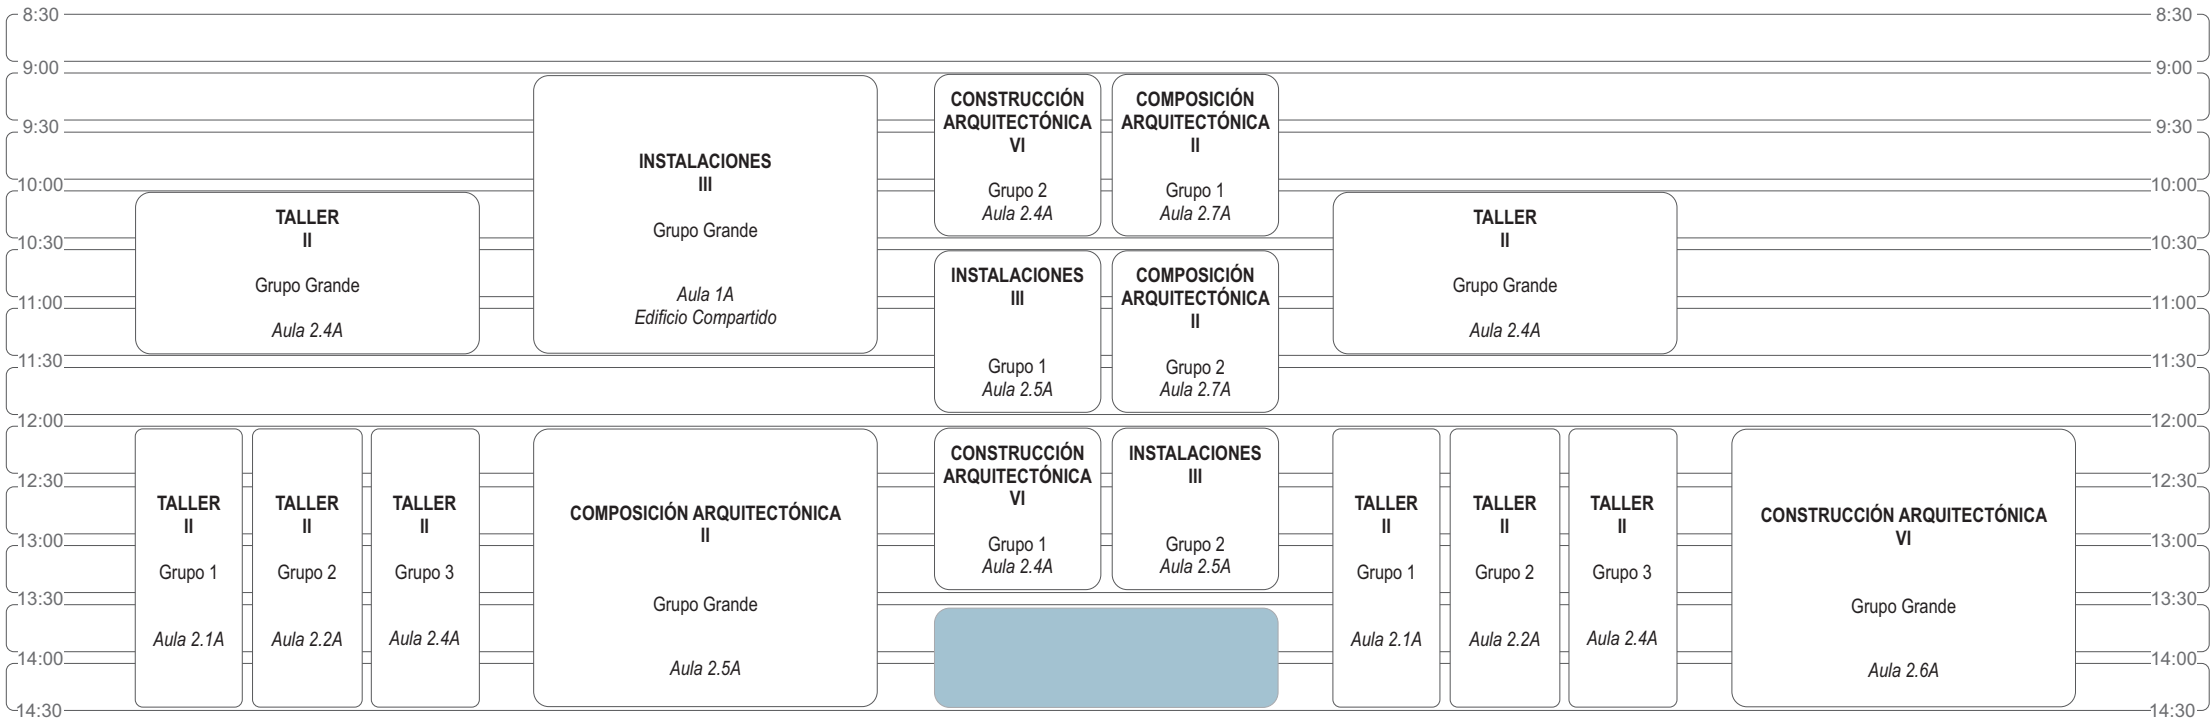 8:30
9:00
9:30
10:00
10:30
11:00
11:30
12:00
12:30
13:00
13:30
14:00
14:30
TALLER
II
Grupo Grande
Aula 2.4A
TALLER
II
Grupo 1
Aula 2.1A
TALLER
II
Grupo 2
Aula 2.2A
TALLER
II
Grupo 3
Aula 2.4A
INSTALACIONES
III
Grupo Grande
Aula 1A
Edificio Compartido
COMPOSICIÓN ARQUITECTÓNICA
II
Grupo Grande
Aula 2.5A
CONSTRUCCIÓN
ARQUITECTÓNICA
VI
Grupo 2
Aula 2.4A
COMPOSICIÓN
ARQUITECTÓNICA
II
Grupo 1
Aula 2.7A
INSTALACIONES
III
Grupo 1
Aula 2.5A
COMPOSICIÓN
ARQUITECTÓNICA
II
Grupo 2
Aula 2.7A
CONSTRUCCIÓN
ARQUITECTÓNICA
VI
Grupo 1
Aula 2.4A
INSTALACIONES
III
Grupo 2
Aula 2.5A
TALLER
II
Grupo Grande
Aula 2.4A
TALLER
II
Grupo 1
Aula 2.1A
TALLER
II
Grupo 2
Aula 2.2A
TALLER
II
Grupo 3
Aula 2.4A
CONSTRUCCIÓN ARQUITECTÓNICA
VI
Grupo Grande
Aula 2.6A
8:30
9:00
9:30
10:00
10:30
11:00
11:30
12:00
12:30
13:00
13:30
14:00
14:30